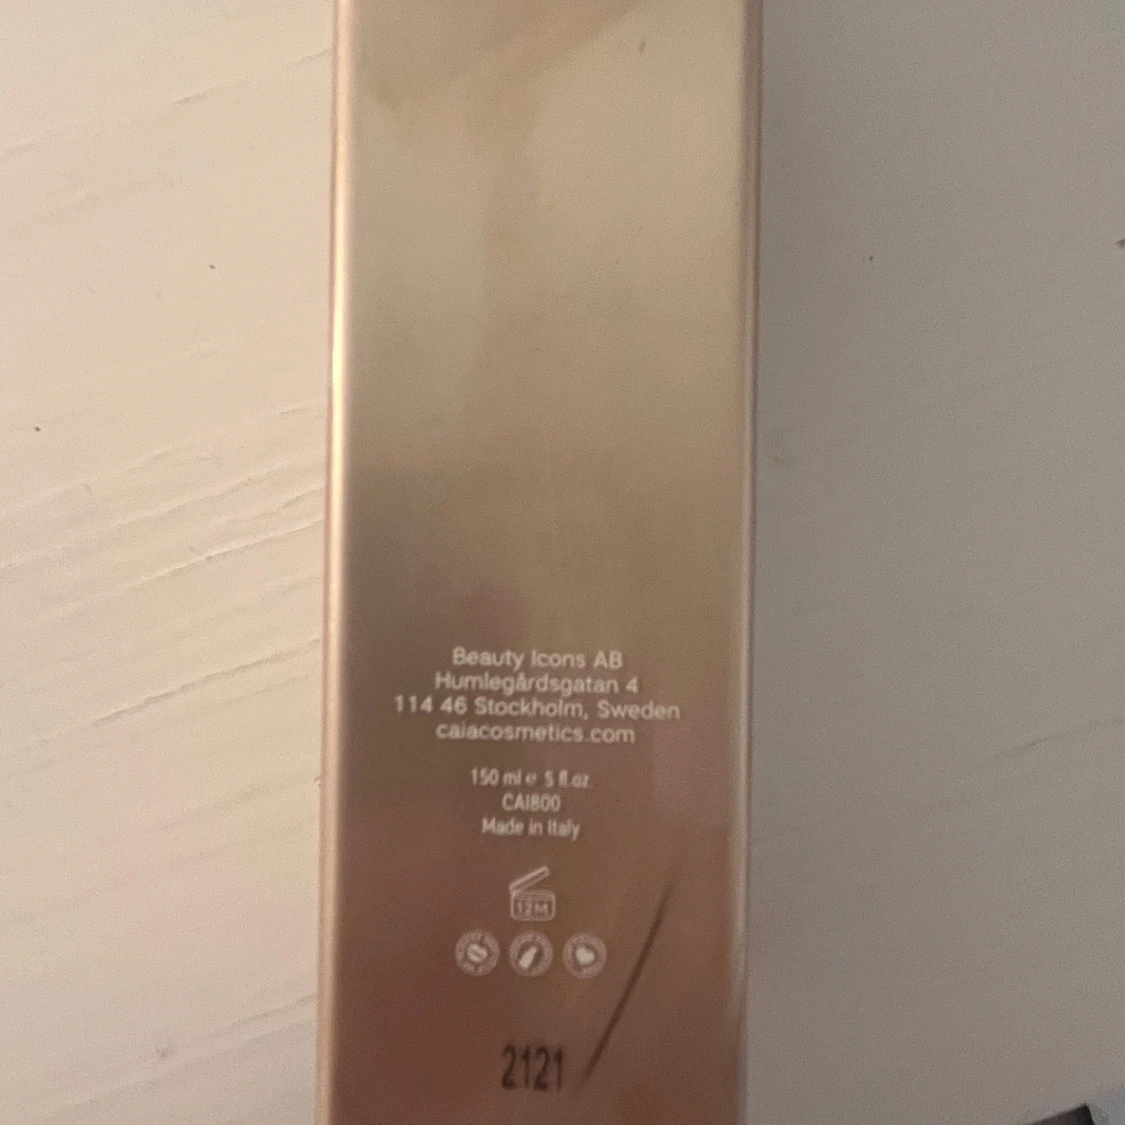 Beauty Icons AB
Humlegårdsgatan 4
114 46 Stockholm, Sweden
caiacosmetics.com
150 ml e 5 fl.oz.
CAI800
Made in Italy
12M
2121